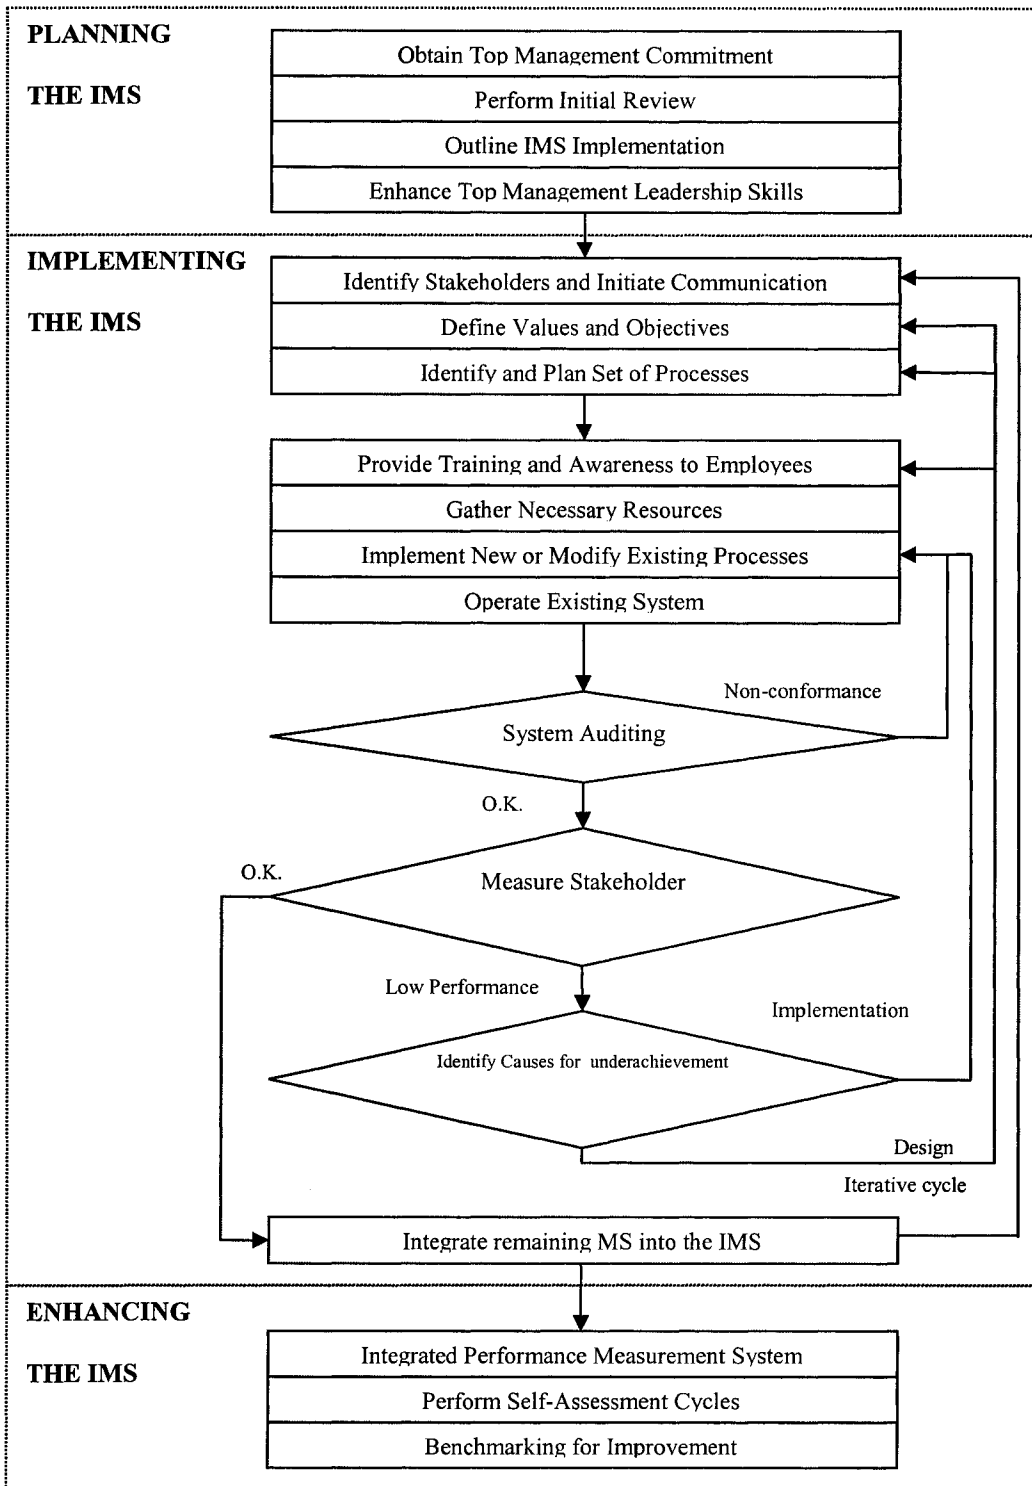 PLANNING
THE IMS
Obtain Top Management Commitment
Perform Initial Review
Outline IMS Implementation
Enhance Top Management Leadership Skills
IMPLEMENTING
THE IMS
Identify Stakeholders and Initiate Communication
Define Values and Objectives
Identify and Plan Set of Processes
Provide Training and Awareness to Employees
Gather Necessary Resources
Implement New or Modify Existing Processes
Operate Existing System
Non-conformance
System Auditing
O.K.
O.K.
Measure Stakeholder
Low Performance
Implementation
Identify Causes for underachievement
Design
Iterative cycle
Integrate remaining MS into the IMS
ENHANCING
THE IMS
Integrated Performance Measurement System
Perform Self-Assessment Cycles
Benchmarking for Improvement